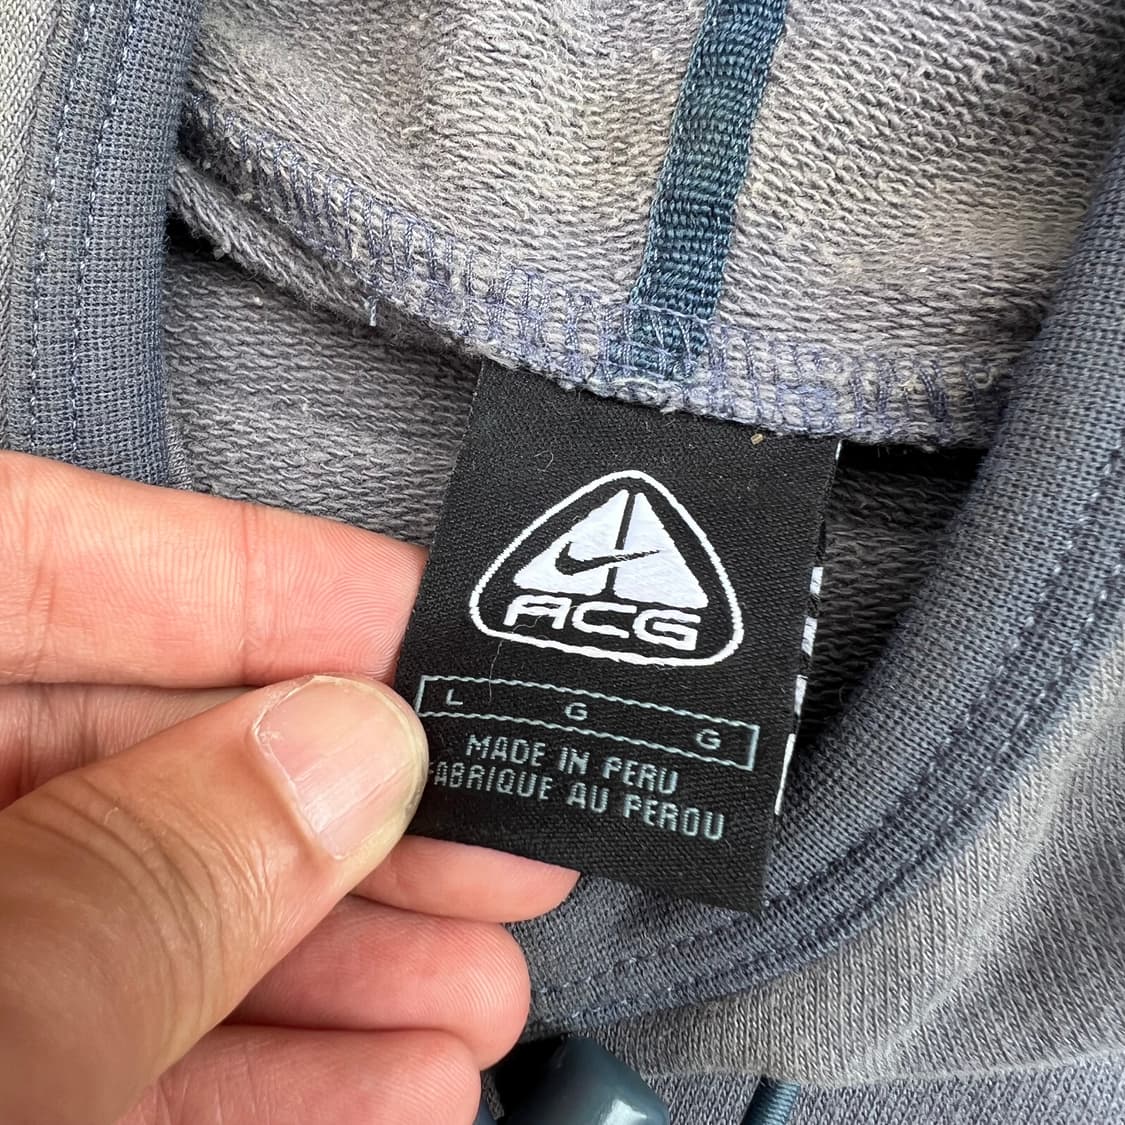 ACG
L G G
MADE IN PERU
FABRIQUE AU PEROU